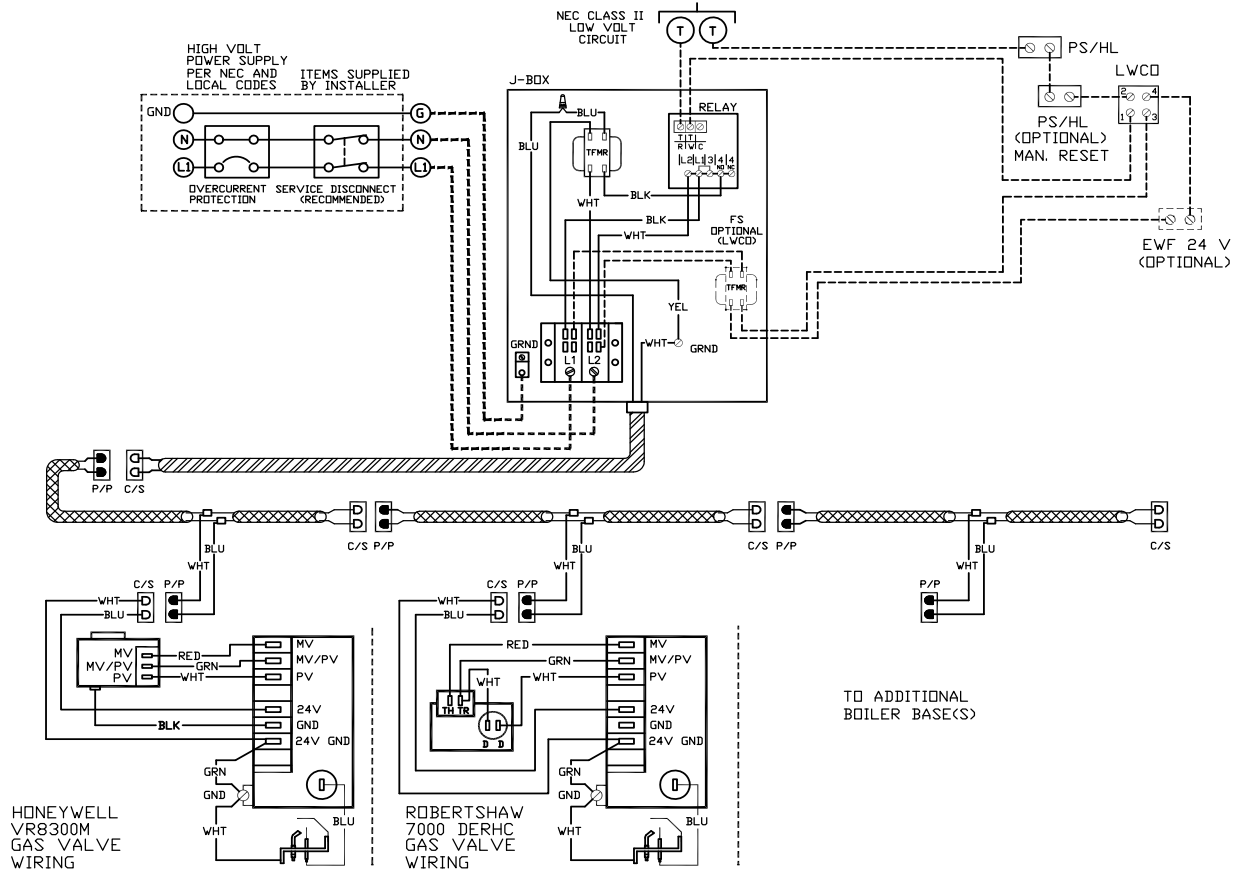 NEC CLASS II
LOW VOLT
CIRCUIT
T T
PS/HL
LWCO
2 4
1 3
PS/HL
(OPTIONAL)
MAN. RESET
EWF 24 V
(OPTIONAL)
HIGH VOLT
POWER SUPPLY
PER NEC AND
LOCAL CODES
ITEMS SUPPLIED
BY INSTALLER
GND G
N N
L1 L1
OVERCURRENT
PROTECTION
SERVICE DISCONNECT
(RECOMMENDED)
J-BOX
BLU
BLU
TFMR
RELAY
T T
R W C
L2 L1 3 4 4
NO NC
BLK
WHT
BLK
WHT
FS
OPTIONAL
(LWCO)
TFMR
YEL
GRND
L1 L2
WHT
GRND
P/P C/S
C/S P/P
C/S P/P
C/S
BLU
WHT
BLU
WHT
BLU
WHT
C/S P/P
WHT
BLU
MV
MV/PV
PV
RED
GRN
WHT
BLK
MV
MV/PV
PV
24V
GND
24V GND
GRN
GND
WHT
BLU
HONEYWELL
VR8300M
GAS VALVE
WIRING
C/S P/P
WHT
BLU
RED
GRN
WHT
WHT
TH TR
D D
MV
MV/PV
PV
24V
GND
24V GND
GRN
GND
WHT
BLU
ROBERTSHAW
7000 DERHC
GAS VALVE
WIRING
P/P
TO ADDITIONAL
BOILER BASE(S)